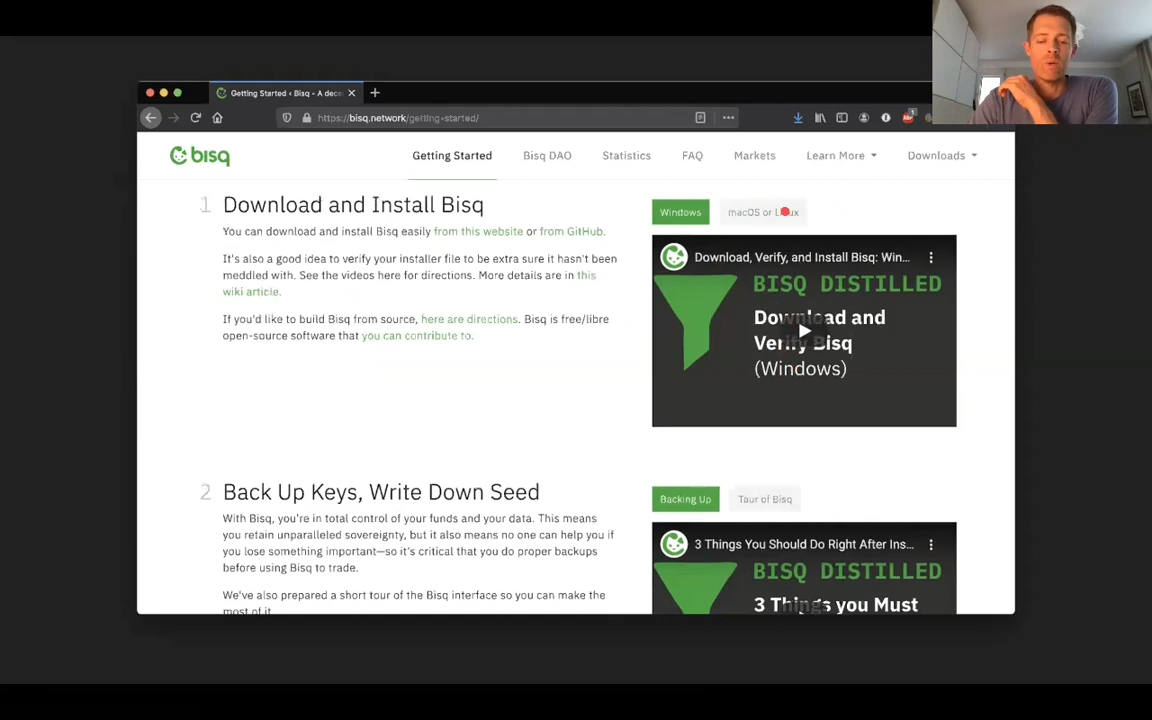 Getting Started ‹ Bisq - A dece
https://bisq.network/getting-started/
bisq
Getting Started
Bisq DAO
Statistics
FAQ
Markets
Learn More
Downloads
1 Download and Install Bisq
You can download and install Bisq easily from this website or from GitHub.
It's also a good idea to verify your installer file to be extra sure it hasn't been
meddled with. See the videos here for directions. More details are in this
wiki article.
If you'd like to build Bisq from source, here are directions. Bisq is free/libre
open-source software that you can contribute to.
Windows
macOS or Linux
Download, Verify, and Install Bisq: Win...
BISQ DISTILLED
Download and
Verify Bisq
(Windows)
2 Back Up Keys, Write Down Seed
With Bisq, you're in total control of your funds and your data. This means
you retain unparalleled sovereignty, but it also means no one can help you if
you lose something important—so it's critical that you do proper backups
before using Bisq to trade.
We've also prepared a short tour of the Bisq interface so you can make the
most of it.
Backing Up
Tour of Bisq
3 Things You Should Do Right After Ins...
BISQ DISTILLED
3 Things you Must